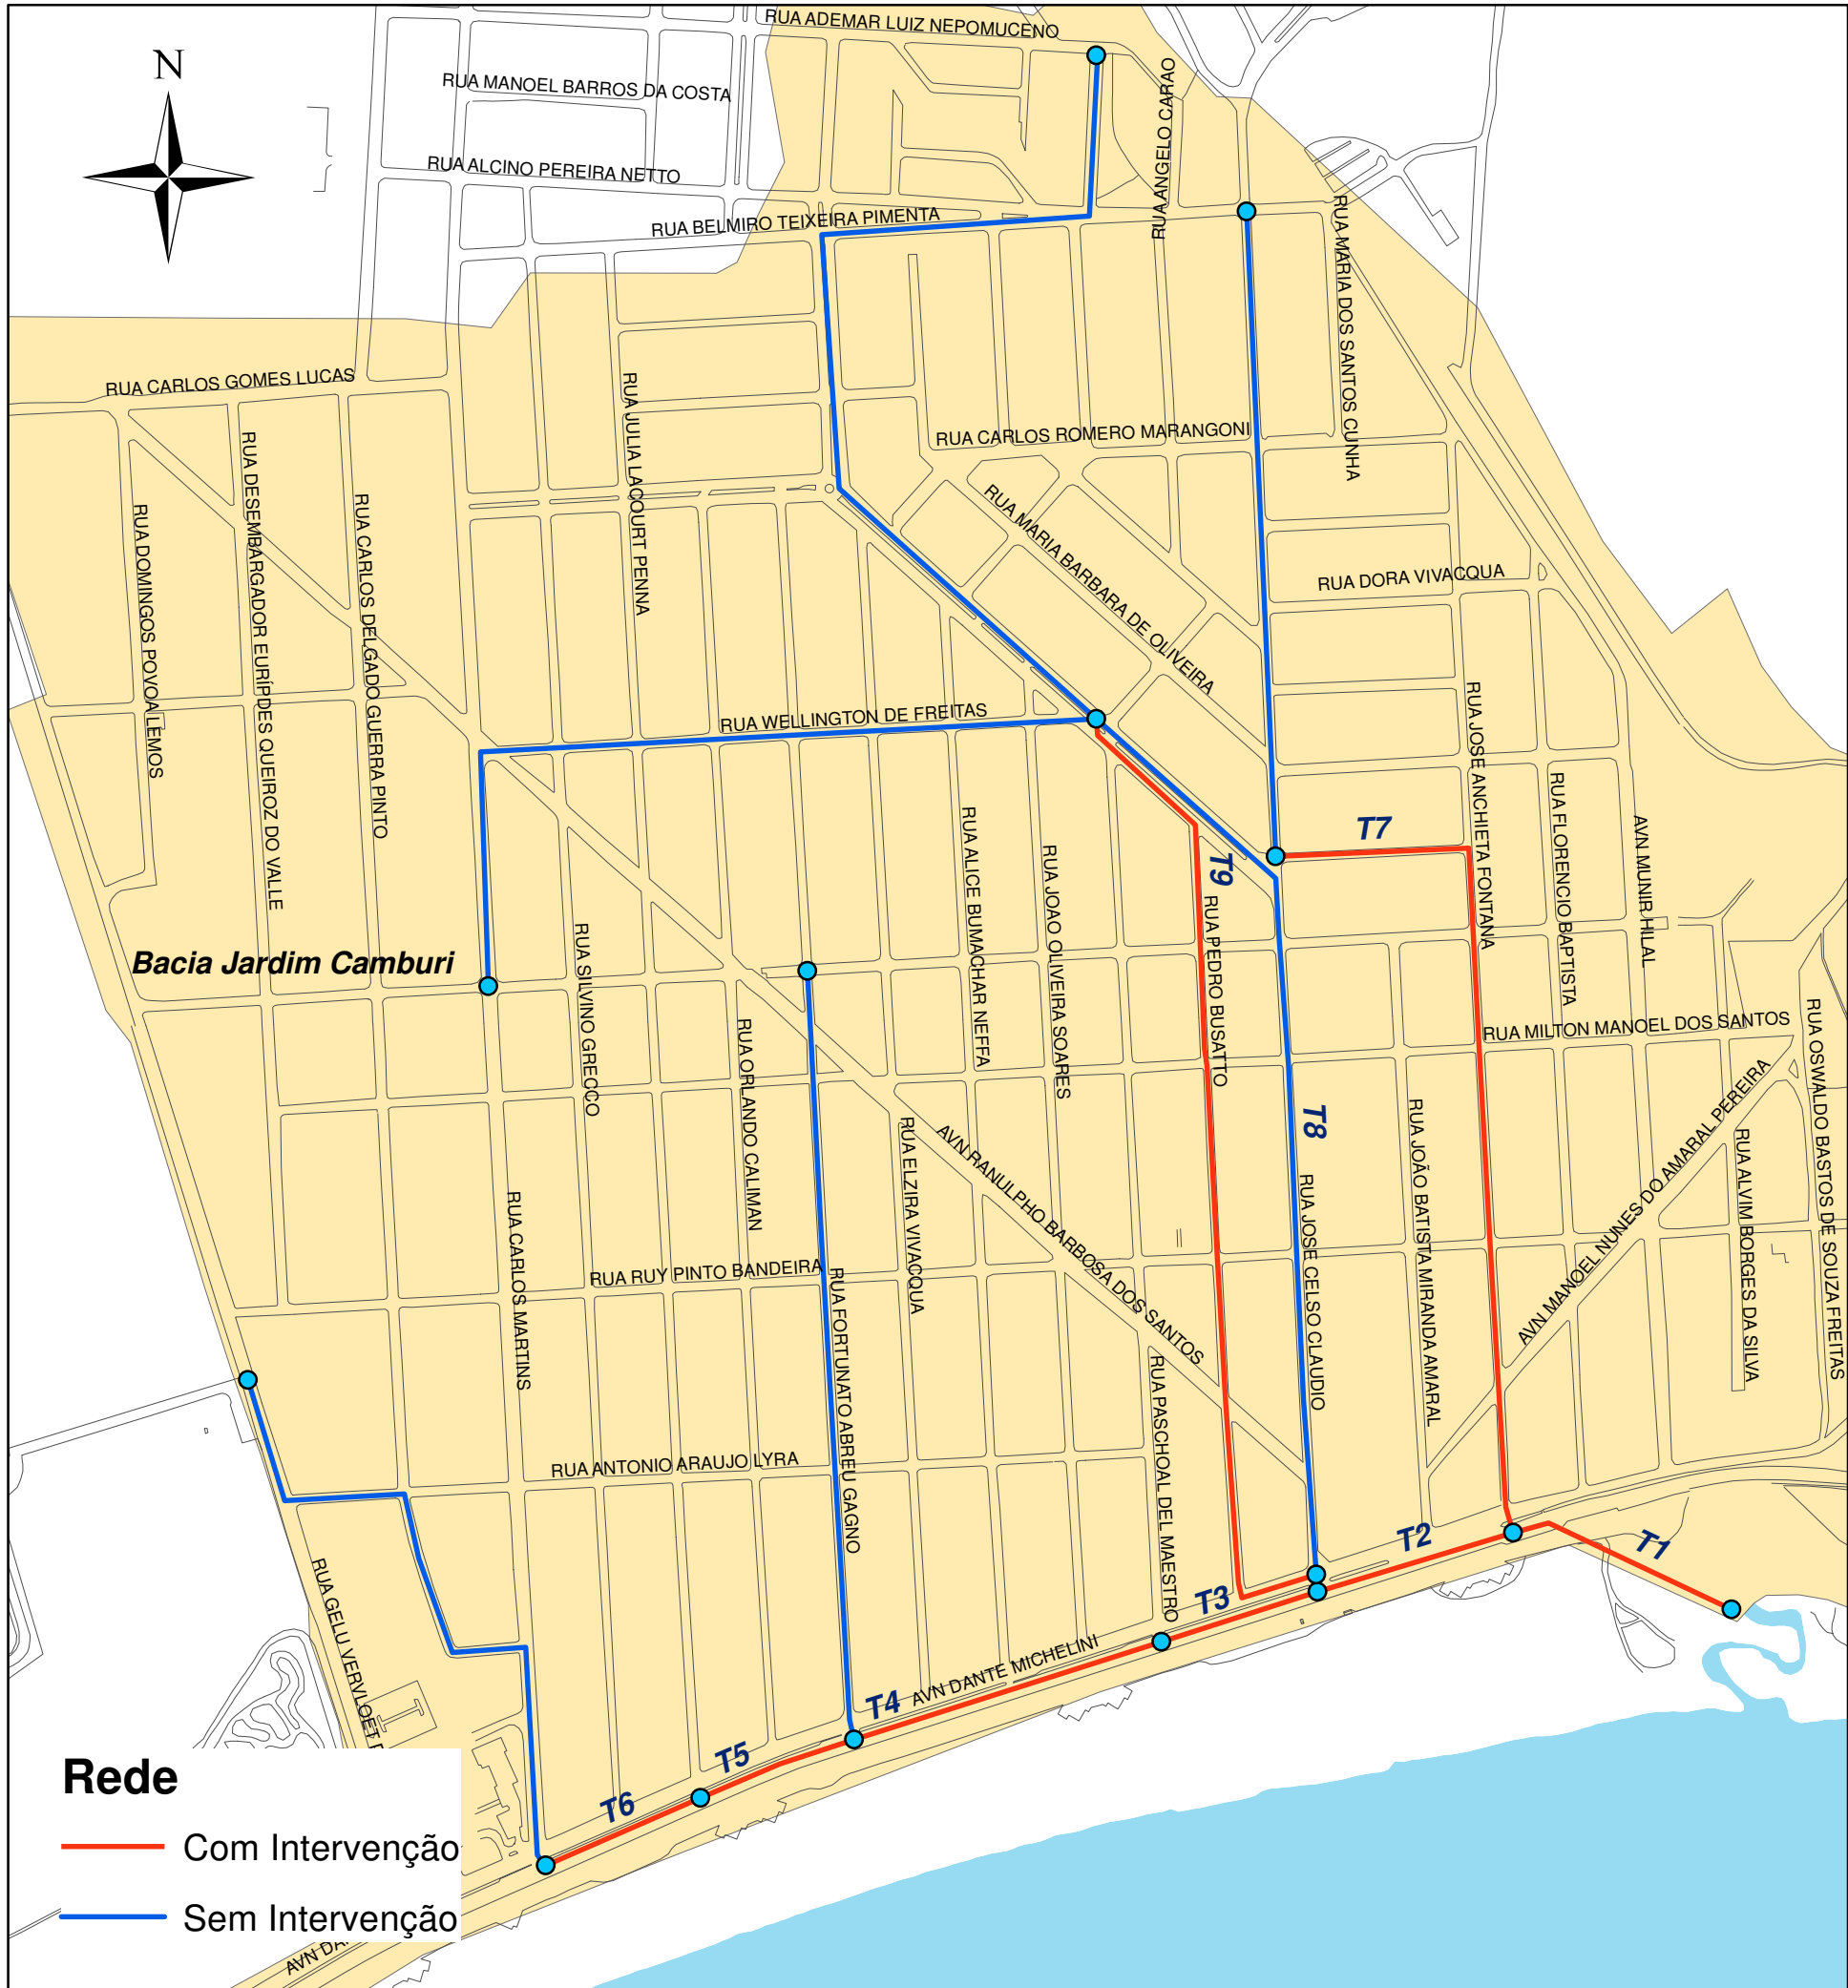 RUA ADEMAR LUIZ NEPOMUCENO
N
RUA MANOEL BARROS DA COSTA
RUA ANGELO CARAO
RUA ALCINO PEREIRA NETTO
RUA BELMIRO TEIXEIRA PIMENTA
RUA MARIA DOS SANTOS CUNHA
RUA CARLOS GOMES LUCAS
RUA JULIA LACOURT PENNA
RUA CARLOS ROMERO MARANGONI
RUA DESEMBARGADOR EURÍPDES QUEIROZ DO VALLE
RUA CARLOS DELGADO GUERRA PINTO
RUA DOMINGOS POVOA LEMOS
RUA MARIA BARBARA DE OLIVEIRA
RUA DORA VIVACQUA
RUA WELLINGTON DE FREITAS
RUA JOSE ANCHIETA FONTANA
RUA FLORENCIO BAPTISTA
AVN MUNIR HILAL
T7
T9
RUA ALICE BUMACHAR NEFFA
RUA JOAO OLIVEIRA SOARES
RUA PEDRO BUSATTO
Bacia Jardim Camburi
RUA SILVINO GRECCO
RUA ORLANDO CALIMAN
RUA MILTON MANOEL DOS SANTOS
RUA OSWALDO BASTOS DE SOUZA FREITAS
T8
RUA ELZIRA VIVACQUA
AVN RANULPHO BARBOSA DOS SANTOS
RUA JOÃO BATISTA MIRANDA AMARAL
AVN MANOEL NUNES DO AMARAL PEREIRA
RUA ALVIM BORGES DA SILVA
RUA JOSE CELSO CLAUDIO
RUA CARLOS MARTINS
RUA RUY PINTO BANDEIRA
RUA FORTUNATO ABREU GAGNO
RUA PASCHOAL DEL MAESTRO
RUA ANTONIO ARAUJO LYRA
T2
T1
T3
RUA GELU VERVLOET
AVN DANTE MICHELINI
T4
T5
T6
Rede
Com Intervenção
Sem Intervenção
AVN